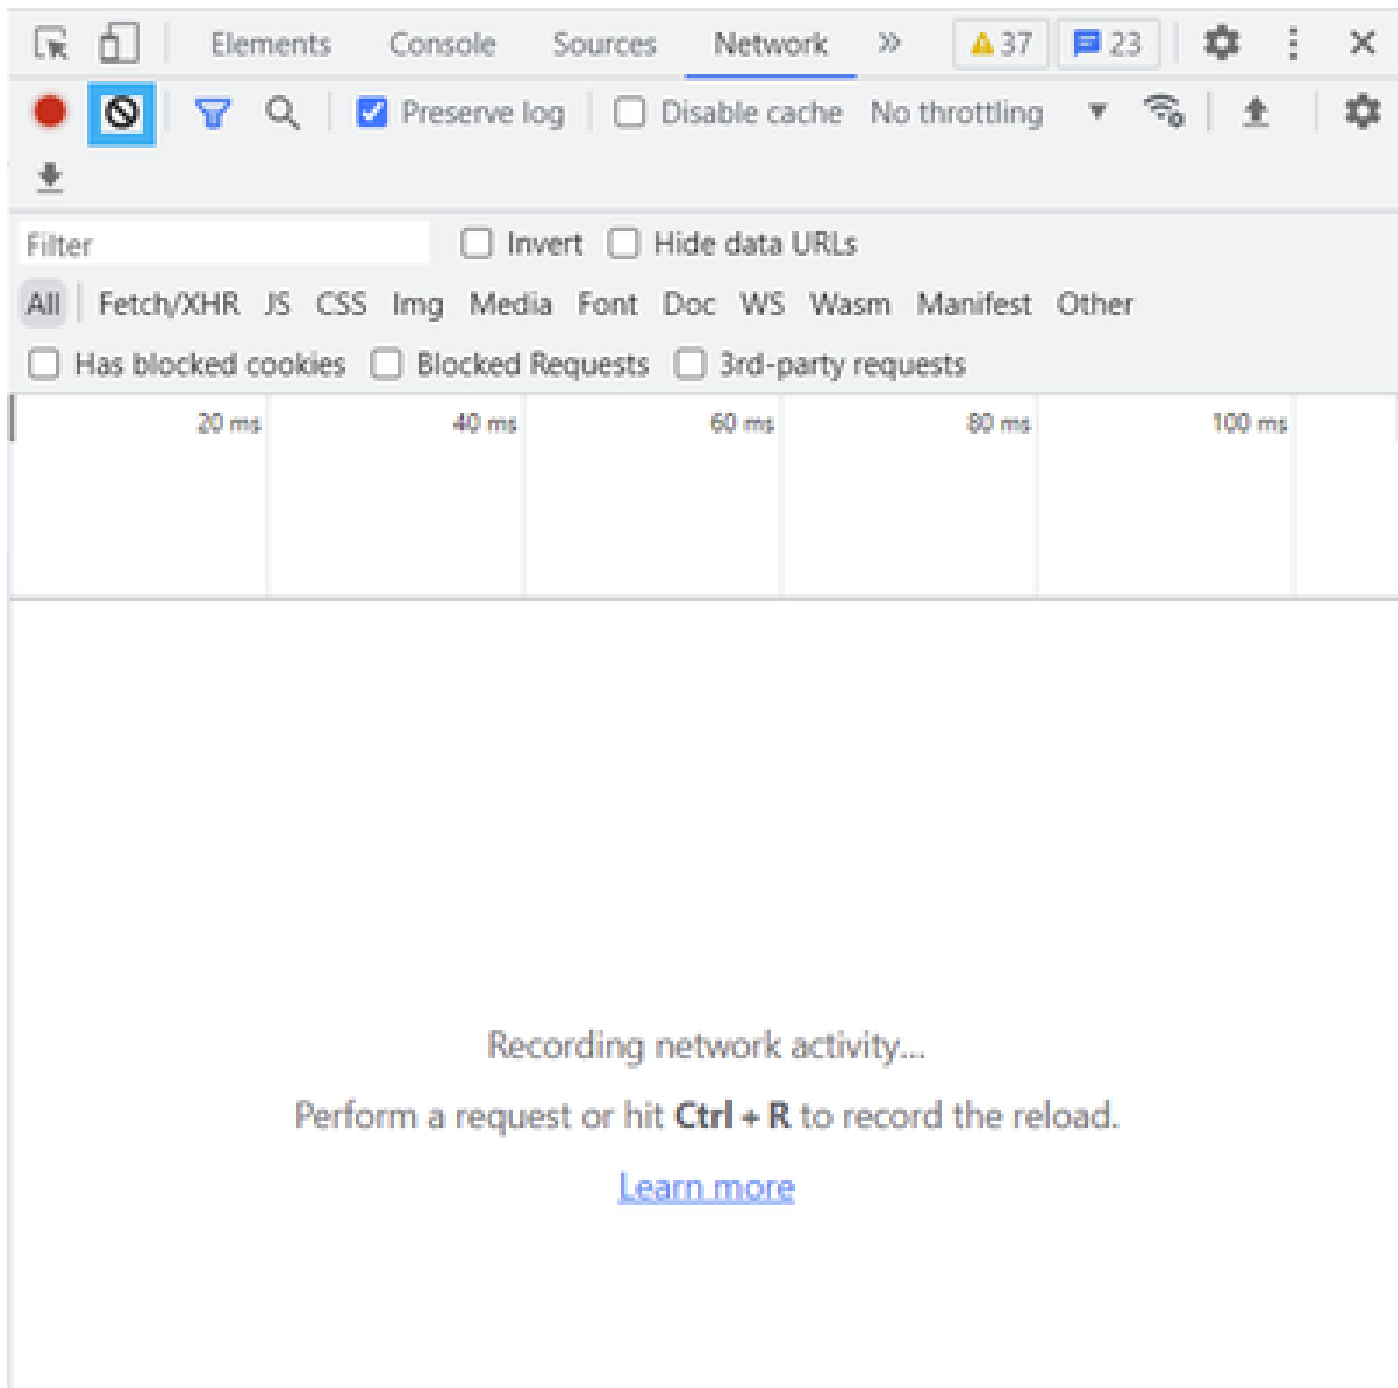 Elements Console Sources Network » 37 23
Preserve log Disable cache No throttling
Filter Invert Hide data URLs
All Fetch/XHR JS CSS Img Media Font Doc WS Wasm Manifest Other
Has blocked cookies Blocked Requests 3rd-party requests
20 ms 40 ms 60 ms 80 ms 100 ms
Recording network activity...
Perform a request or hit Ctrl + R to record the reload.
Learn more